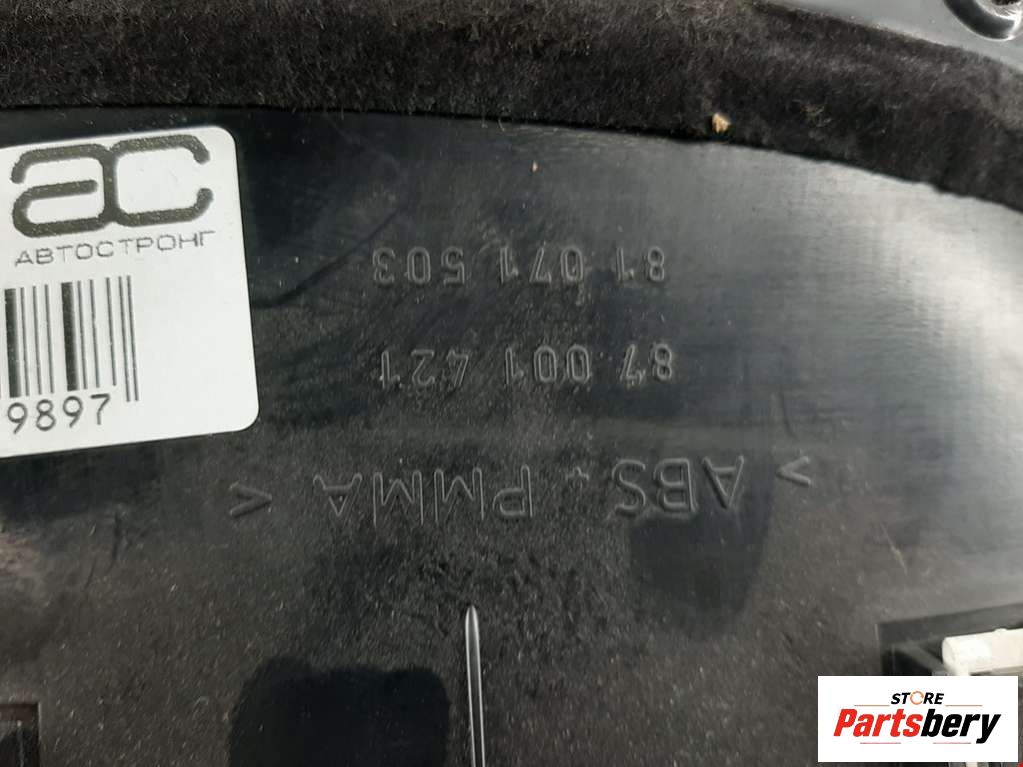 ac
АВТОСТРОНГ
9897
81 071 503
87 001 421
> ABS + PMMA <
STORE
Partsbery